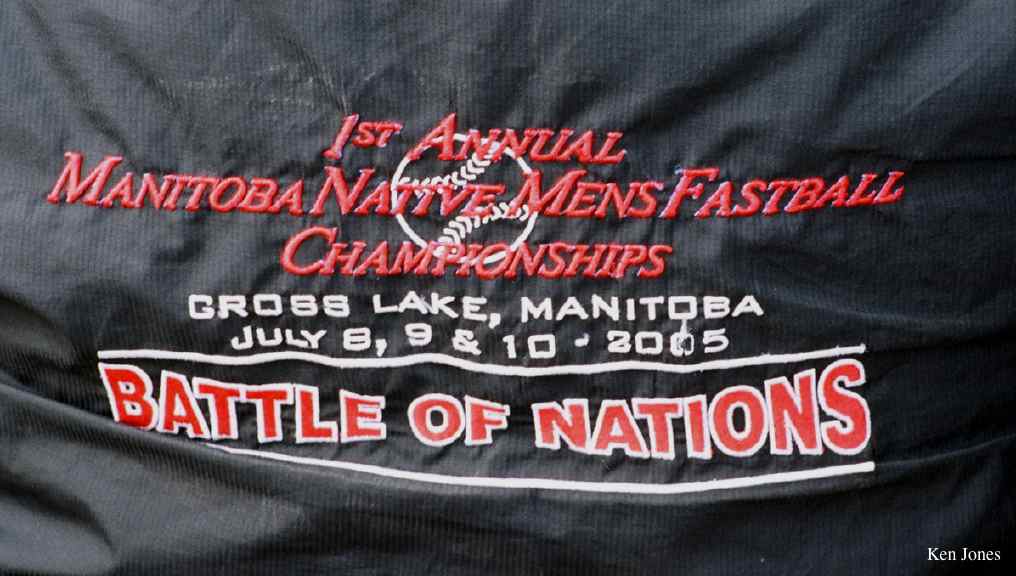 1ST ANNUAL
MANITOBA NATIVE MENS FASTBALL
CHAMPIONSHIPS
CROSS LAKE, MANITOBA
JULY 8, 9 & 10 - 2005
BATTLE OF NATIONS
Ken Jones